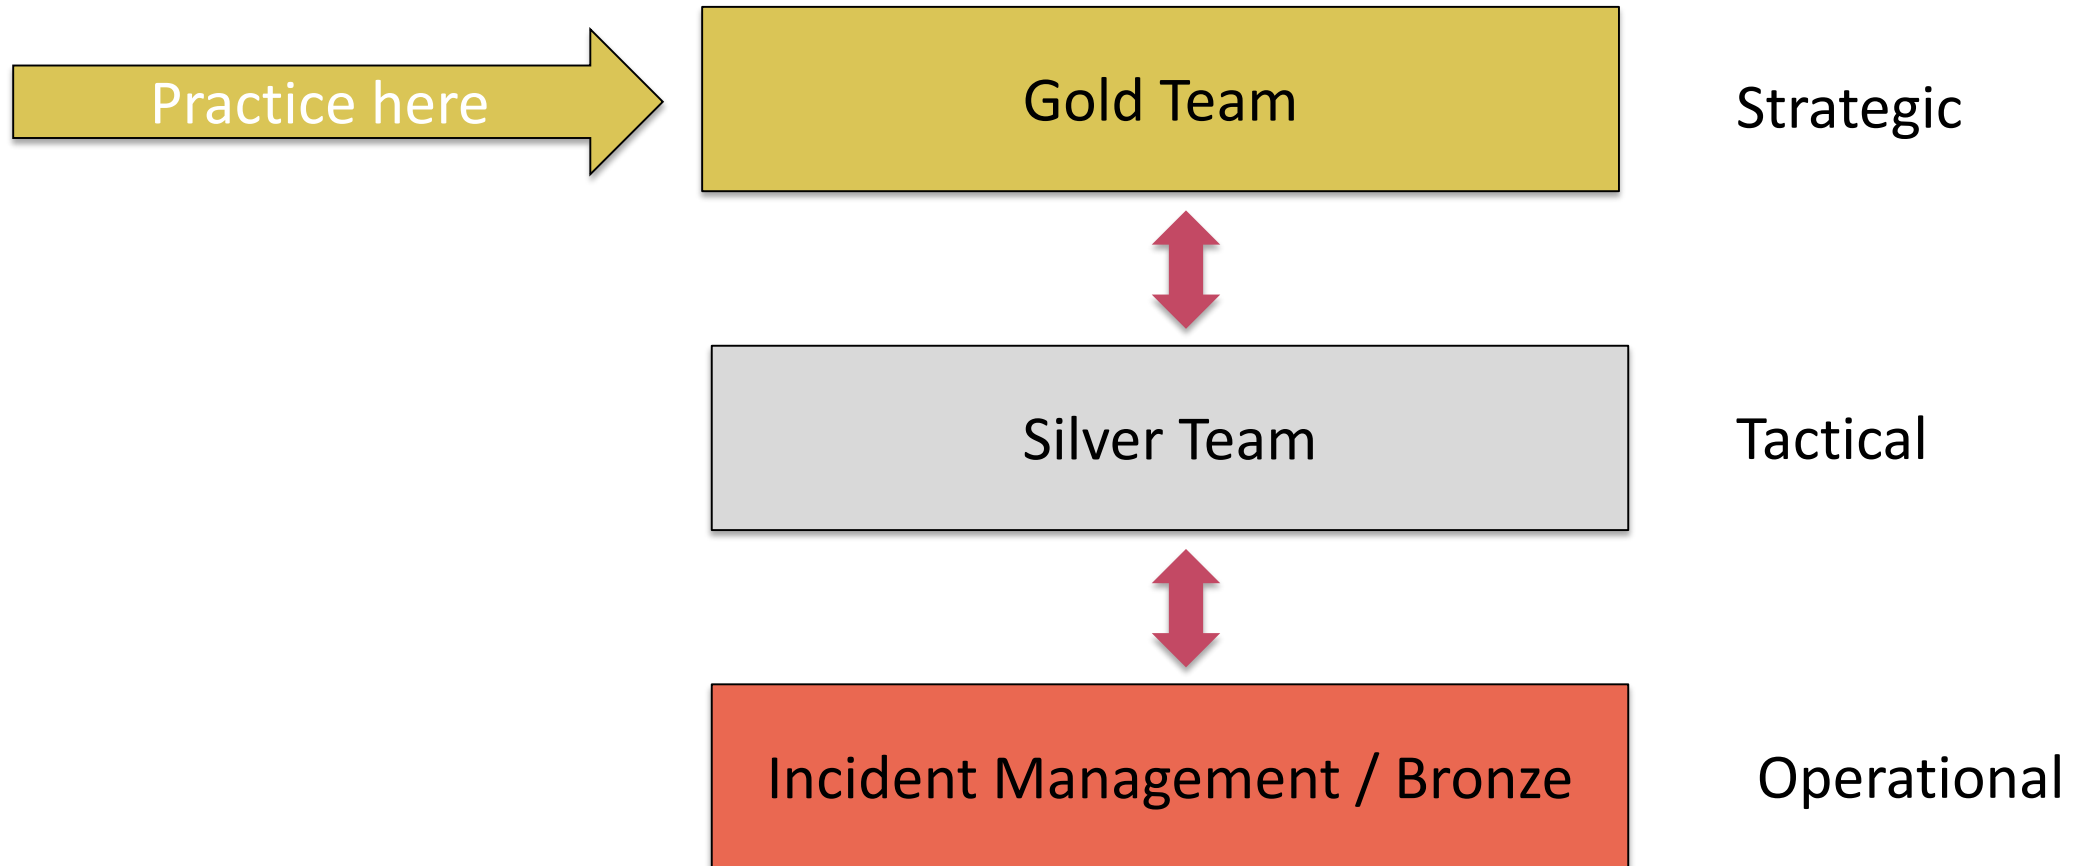 Practice here
Gold Team
Strategic
Silver Team
Tactical
Incident Management / Bronze
Operational